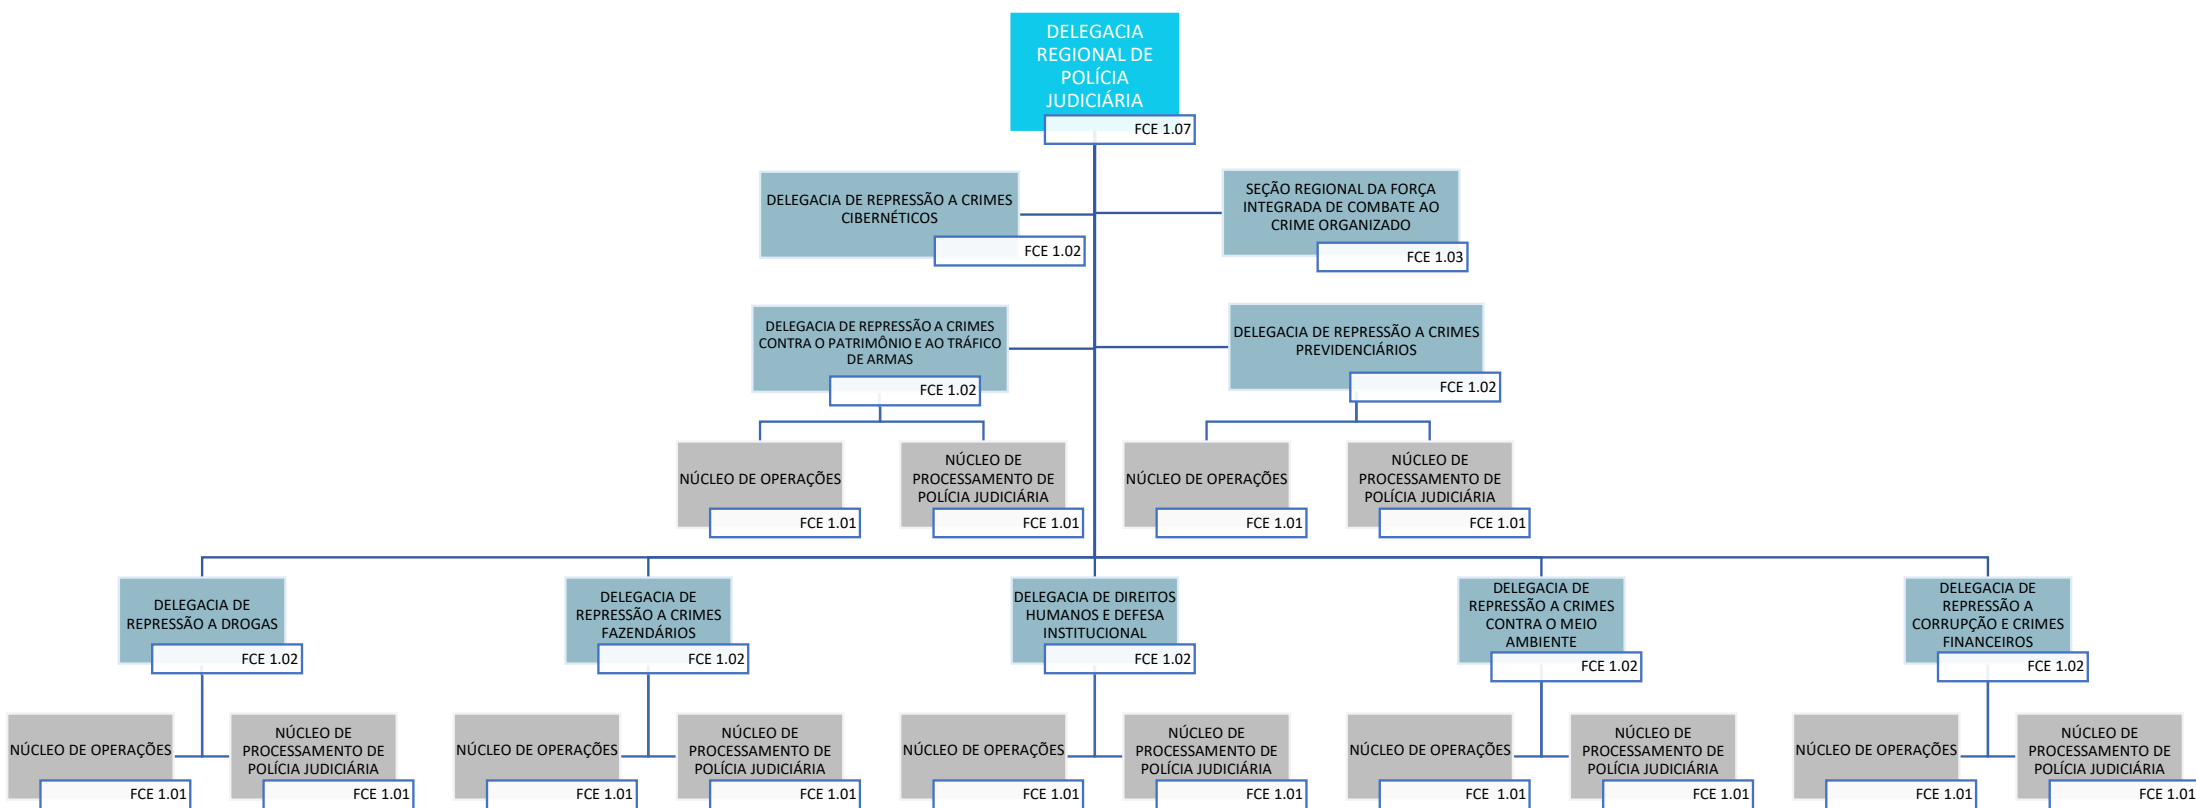 DELEGACIA
REGIONAL DE
POLÍCIA
JUDICIÁRIA
FCE 1.07
DELEGACIA DE REPRESSÃO A CRIMES
CIBERNÉTICOS
FCE 1.02
SEÇÃO REGIONAL DA FORÇA
INTEGRADA DE COMBATE AO
CRIME ORGANIZADO
FCE 1.03
DELEGACIA DE REPRESSÃO A CRIMES
CONTRA O PATRIMÔNIO E AO TRÁFICO
DE ARMAS
FCE 1.02
DELEGACIA DE REPRESSÃO A CRIMES
PREVIDENCIÁRIOS
FCE 1.02
NÚCLEO DE OPERAÇÕES
FCE 1.01
NÚCLEO DE
PROCESSAMENTO DE
POLÍCIA JUDICIÁRIA
FCE 1.01
NÚCLEO DE OPERAÇÕES
FCE 1.01
NÚCLEO DE
PROCESSAMENTO DE
POLÍCIA JUDICIÁRIA
FCE 1.01
DELEGACIA DE
REPRESSÃO A DROGAS
FCE 1.02
DELEGACIA DE
REPRESSÃO A CRIMES
FAZENDÁRIOS
FCE 1.02
DELEGACIA DE DIREITOS
HUMANOS E DEFESA
INSTITUCIONAL
FCE 1.02
DELEGACIA DE
REPRESSÃO A CRIMES
CONTRA O MEIO
AMBIENTE
FCE 1.02
DELEGACIA DE
REPRESSÃO A
CORRUPÇÃO E CRIMES
FINANCEIROS
FCE 1.02
NÚCLEO DE OPERAÇÕES
FCE 1.01
NÚCLEO DE
PROCESSAMENTO DE
POLÍCIA JUDICIÁRIA
FCE 1.01
NÚCLEO DE OPERAÇÕES
FCE 1.01
NÚCLEO DE
PROCESSAMENTO DE
POLÍCIA JUDICIÁRIA
FCE 1.01
NÚCLEO DE OPERAÇÕES
FCE 1.01
NÚCLEO DE
PROCESSAMENTO DE
POLÍCIA JUDICIÁRIA
FCE 1.01
NÚCLEO DE OPERAÇÕES
FCE 1.01
NÚCLEO DE
PROCESSAMENTO DE
POLÍCIA JUDICIÁRIA
FCE 1.01
NÚCLEO DE OPERAÇÕES
FCE 1.01
NÚCLEO DE
PROCESSAMENTO DE
POLÍCIA JUDICIÁRIA
FCE 1.01